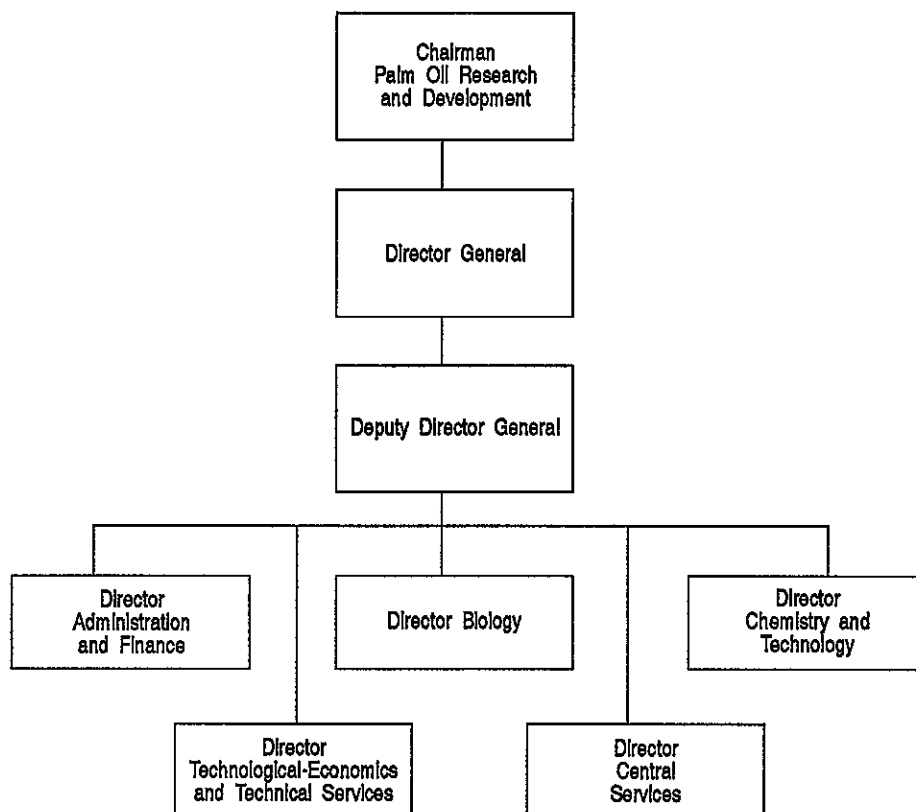 Chairman
Palm Oil Research
and Development
Director General
Deputy Director General
Director
Administration
and Finance
Director Biology
Director
Chemistry and
Technology
Director
Technological-Economics
and Technical Services
Director
Central
Services